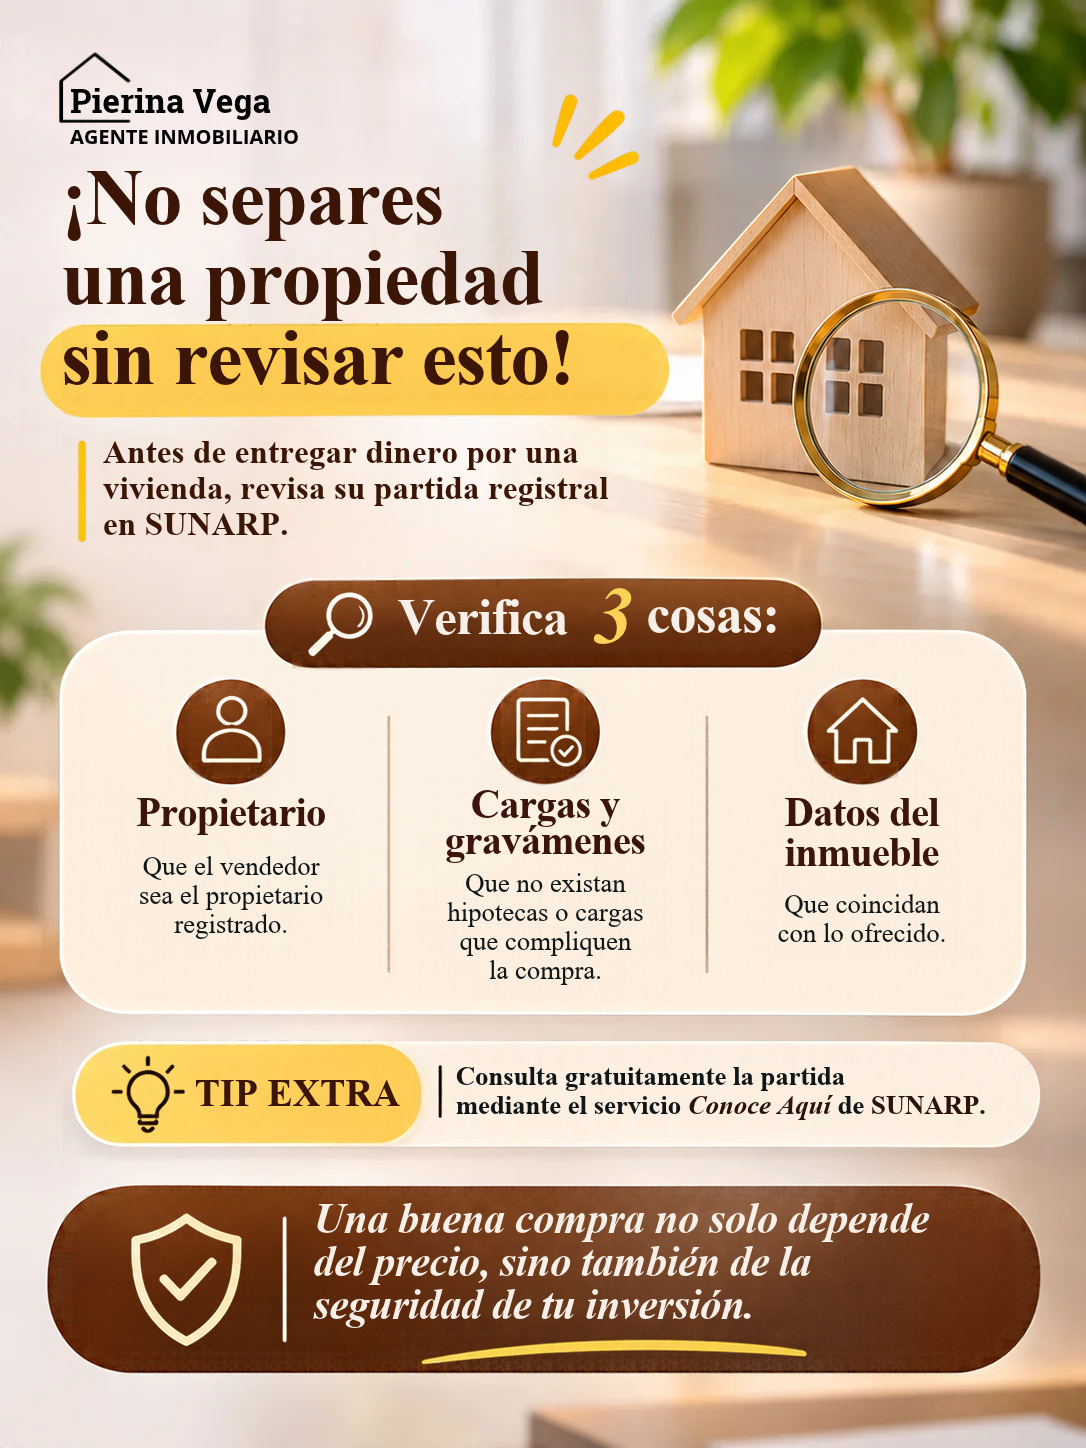 Pierina Vega
AGENTE INMOBILIARIO
¡No separes
una propiedad
sin revisar esto!
Antes de entregar dinero por una
vivienda, revisa su partida registral
en SUNARP.
Verifica 3 cosas:
Propietario
Que el vendedor
sea el propietario
registrado.
Cargas y
gravámenes
Que no existan
hipotecas o cargas
que compliquen
la compra.
Datos del
inmueble
Que coincidan
con lo ofrecido.
TIP EXTRA
Consulta gratuitamente la partida
mediante el servicio Conoce Aquí de SUNARP.
Una buena compra no solo depende
del precio, sino también de la
seguridad de tu inversión.